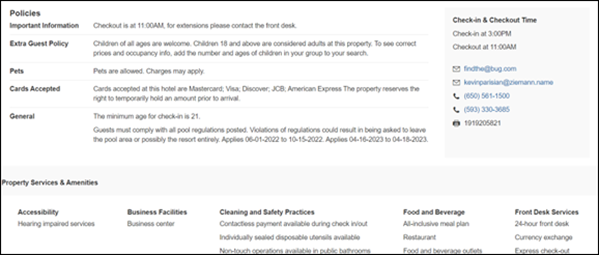 Policies
Important Information Checkout is at 11:00AM, for extensions please contact the front desk.
Extra Guest Policy Children of all ages are welcome. Children 18 and above are considered adults at this property. To see correct
prices and occupancy info, add the number and ages of children in your group to your search.
Pets Pets are allowed. Charges may apply.
Cards Accepted Cards accepted at this hotel are Mastercard; Visa; Discover; JCB; American Express The property reserves the
right to temporarily hold an amount prior to arrival.
General The minimum age for check-in is 21.
Guests must comply with all pool regulations posted. Violations of regulations could result in being asked to leave
the pool area or possibly the resort entirely. Applies 06-01-2022 to 10-15-2022. Applies 04-16-2023 to 04-18-2023.
Check-in & Checkout Time
Check-in at 3:00PM
Checkout at 11:00AM
findthe@bug.com
kevinparisian@ziemann.name
(650) 561-1500
(593) 330-3685
1919205821
Property Services & Amenities
Accessibility Business Facilities Cleaning and Safety Practices Food and Beverage Front Desk Services
Hearing impaired services Business center Contactless payment available during check in/out All-inclusive meal plan 24-hour front desk
Individually sealed disposable utensils available Restaurant Currency exchange
Non-touch operations available in public bathrooms Food and beverage outlets Express check-out